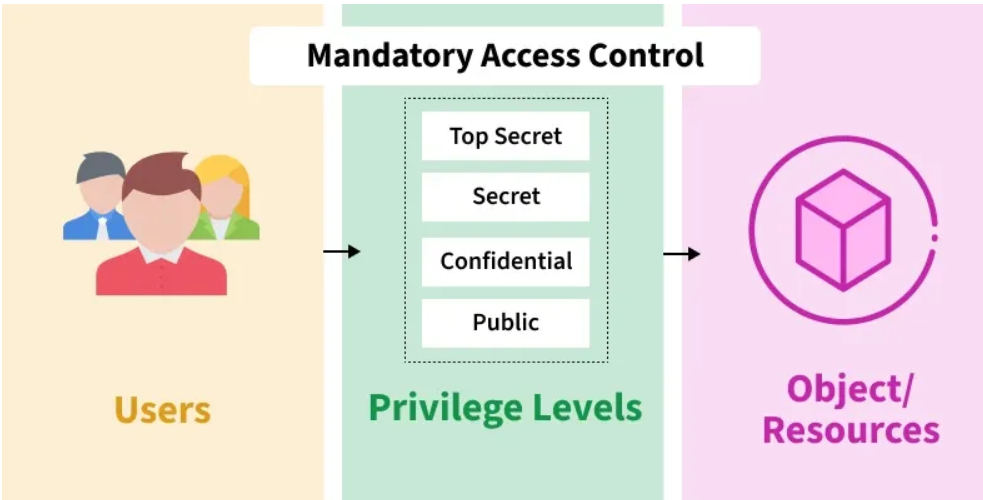 Mandatory Access Control
Top Secret
Secret
Confidential
Public
Users
Privilege Levels
Object/
Resources